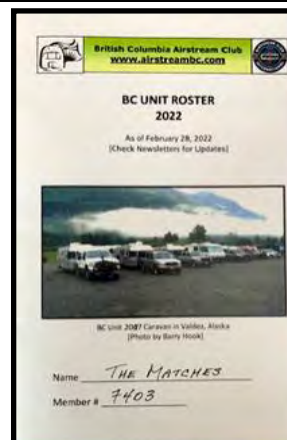 British Columbia Airstream Club
www.airstreambc.com
BC UNIT ROSTER
2022
As of February 28, 2022
[Check Newsletters for Updates]
BC Unit 2007 Caravan in Valdez, Alaska
[Photo by Barry Hook]
Name THE MATCHES
Member # 7403